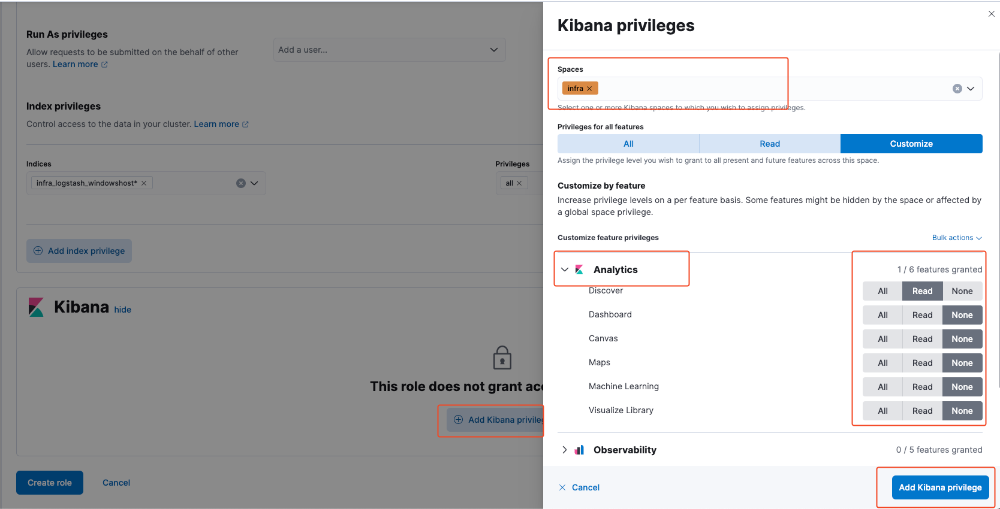 Run As privileges
Allow requests to be submitted on the behalf of other
users. Learn more
Add a user...
Index privileges
Control access to the data in your cluster. Learn more
Indices
Privileges
infra_logstash_windowshost*
all
Add index privilege
Kibana hide
This role does not grant acc
Add Kibana privileg
Create role
Cancel
Kibana privileges
Spaces
infra
Select one or more Kibana spaces to which you wish to assign privileges.
Privileges for all features
All
Read
Customize
Assign the privilege level you wish to grant to all present and future features across this space.
Customize by feature
Increase privilege levels on a per feature basis. Some features might be hidden by the space or affected by
a global space privilege.
Customize feature privileges
Bulk actions
Analytics
1 / 6 features granted
Discover
All Read None
Dashboard
All Read None
Canvas
All Read None
Maps
All Read None
Machine Learning
All Read None
Visualize Library
All Read None
Observability
0 / 5 features granted
Cancel
Add Kibana privilege